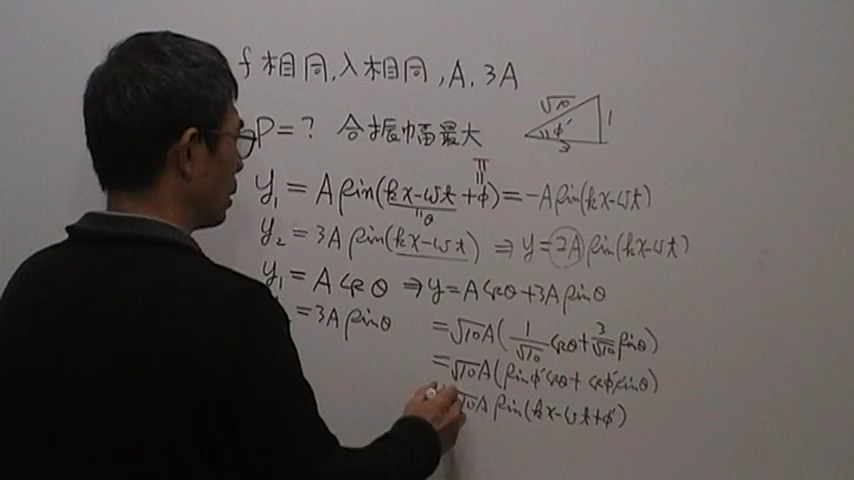 f 相同, λ相同, A, 3A
√10 1
φ' 3
P = ? 合振幅最大
π
y₁ = A sin(kx-ωt+φ) = -A sin(kx-ωt)
θ
y₂ = 3A sin(kx-ωt) ⇒ y = 2A sin(kx-ωt)
y₁ = A cos θ ⇒ y = A cos θ + 3A sin θ
= 3A sin θ = √10 A (1/√10 cos θ + 3/√10 sin θ)
= √10 A (sin φ' cos θ + cos φ' sin θ)
√10 A sin(kx-ωt+φ')